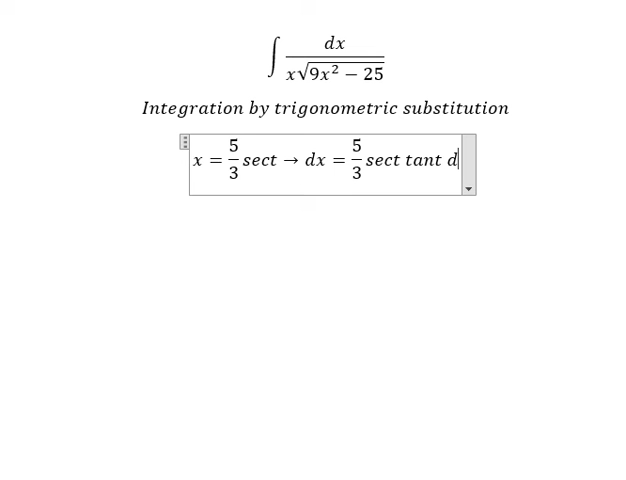 ∫ dx / x√9x² − 25
Integration by trigonometric substitution
x = 5/3 sect → dx = 5/3 sect tant d